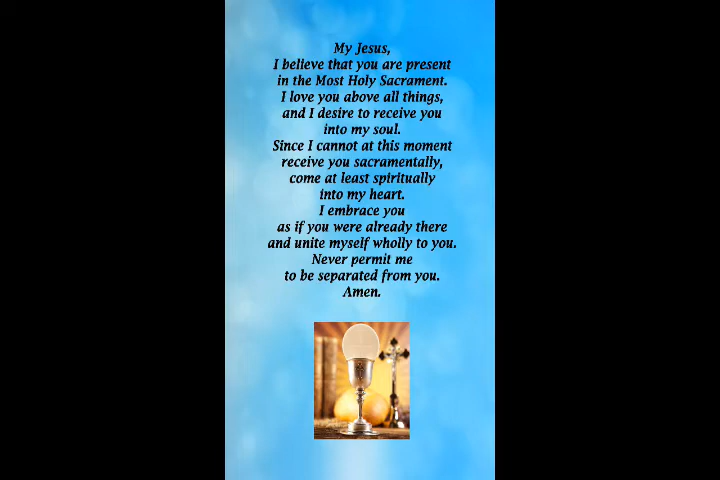 My Jesus,
I believe that you are present
in the Most Holy Sacrament.
I love you above all things,
and I desire to receive you
into my soul.
Since I cannot at this moment
receive you sacramentally,
come at least spiritually
into my heart.
I embrace you
as if you were already there
and unite myself wholly to you.
Never permit me
to be separated from you.
Amen.